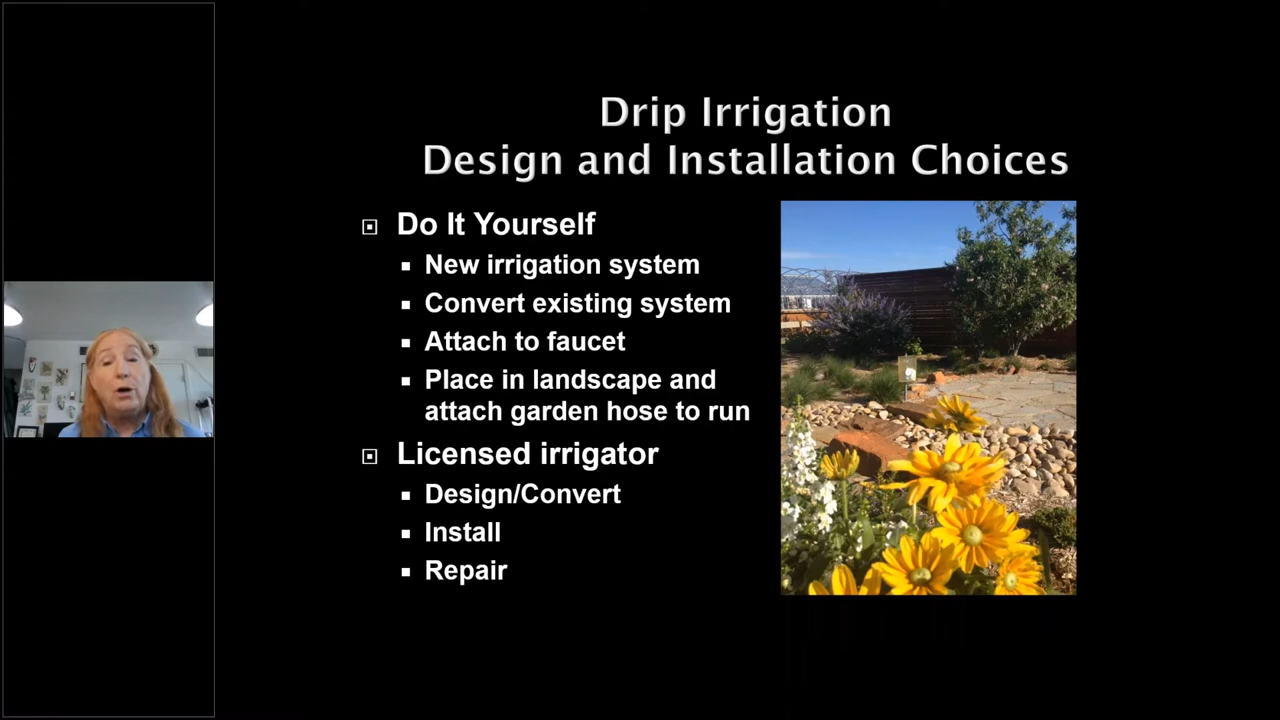 Drip Irrigation
Design and Installation Choices
Do It Yourself
New irrigation system
Convert existing system
Attach to faucet
Place in landscape and
attach garden hose to run
Licensed irrigator
Design/Convert
Install
Repair